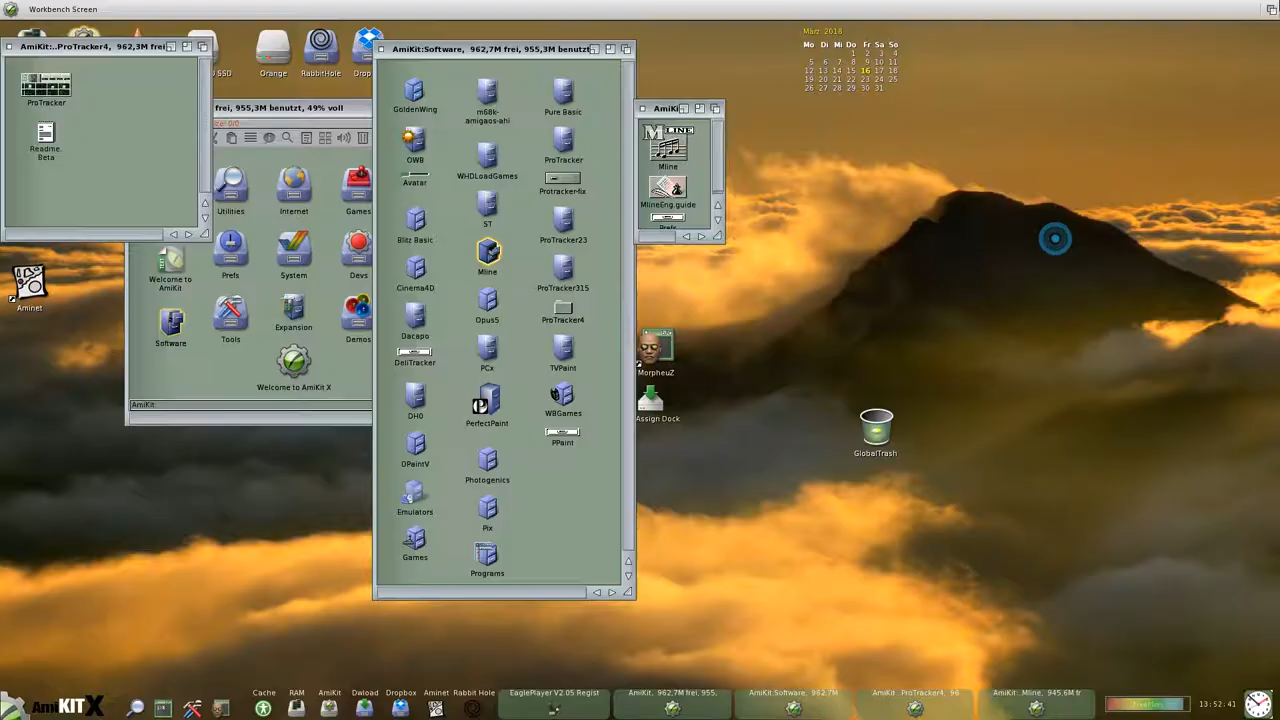 Workbench Screen
AmiKit:..ProTracker4, 962,3M frei
ProTracker
Readme.
Beta
SSD
Orange
RabbitHole
Drop
März 2018
Mo Di Mi Do Fr Sa So
1 2 3 4
5 6 7 8 9 10 11
12 13 14 15 16 17 18
19 20 21 22 23 24 25
26 27 28 29 30 31
frei, 955,3M benutzt, 49% voll
Utilities
Internet
Games
Prefs
System
Devs
Welcome to
AmiKit
Software
Tools
Expansion
Demos
Welcome to AmiKit X
AmiKit:
Aminet
AmiKit:Software, 962,7M frei, 955,3M benutzt
GoldenWing
m68k-
amigaos-ahi
Pure Basic
OWB
WHDLoadGames
ProTracker
Avatar
Protracker-fix
ST
Blitz Basic
ProTracker23
Mline
Cinema4D
ProTracker315
Opus5
ProTracker4
Dacapo
DeliTracker
PCx
TVPaint
DH0
PerfectPaint
WBGames
PPaint
DPaintV
Photogenics
Emulators
Pix
Games
Programs
AmiKi
M LINE
Mline
MlineEng.guide
Prefs
MorpheuZ
Assign Dock
GlobalTrash
AmiKIT X
Cache
RAM
AmiKit
Dwload
Dropbox
Aminet
Rabbit Hole
EaglePlayer V2.05 Regist
AmiKit, 962,7M frei, 955,
AmiKit:Software, 962,7M
AmiKit:..ProTracker4, 96
AmiKit:..Mline, 945,6M fr
13:52:41